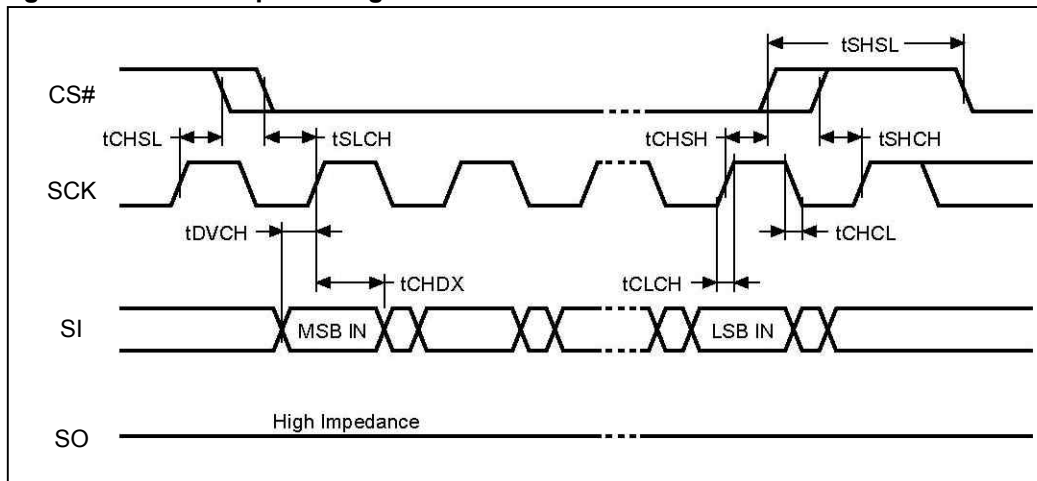 tSHSL
CS#
tCHSL
tSLCH
tCHSH
tSHCH
SCK
tDVCH
tCHCL
tCHDX
tCLCH
SI
MSB IN
LSB IN
High Impedance
SO